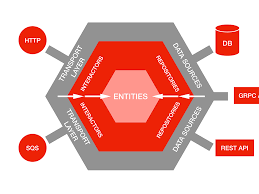 HTTP
TRANSPORT
LAYER
INTERACTORS
REPOSITORIES
DATA SOURCES
DB
ENTITIES
GRPC
SQS
TRANSPORT
LAYER
INTERACTORS
REPOSITORIES
DATA SOURCES
REST API